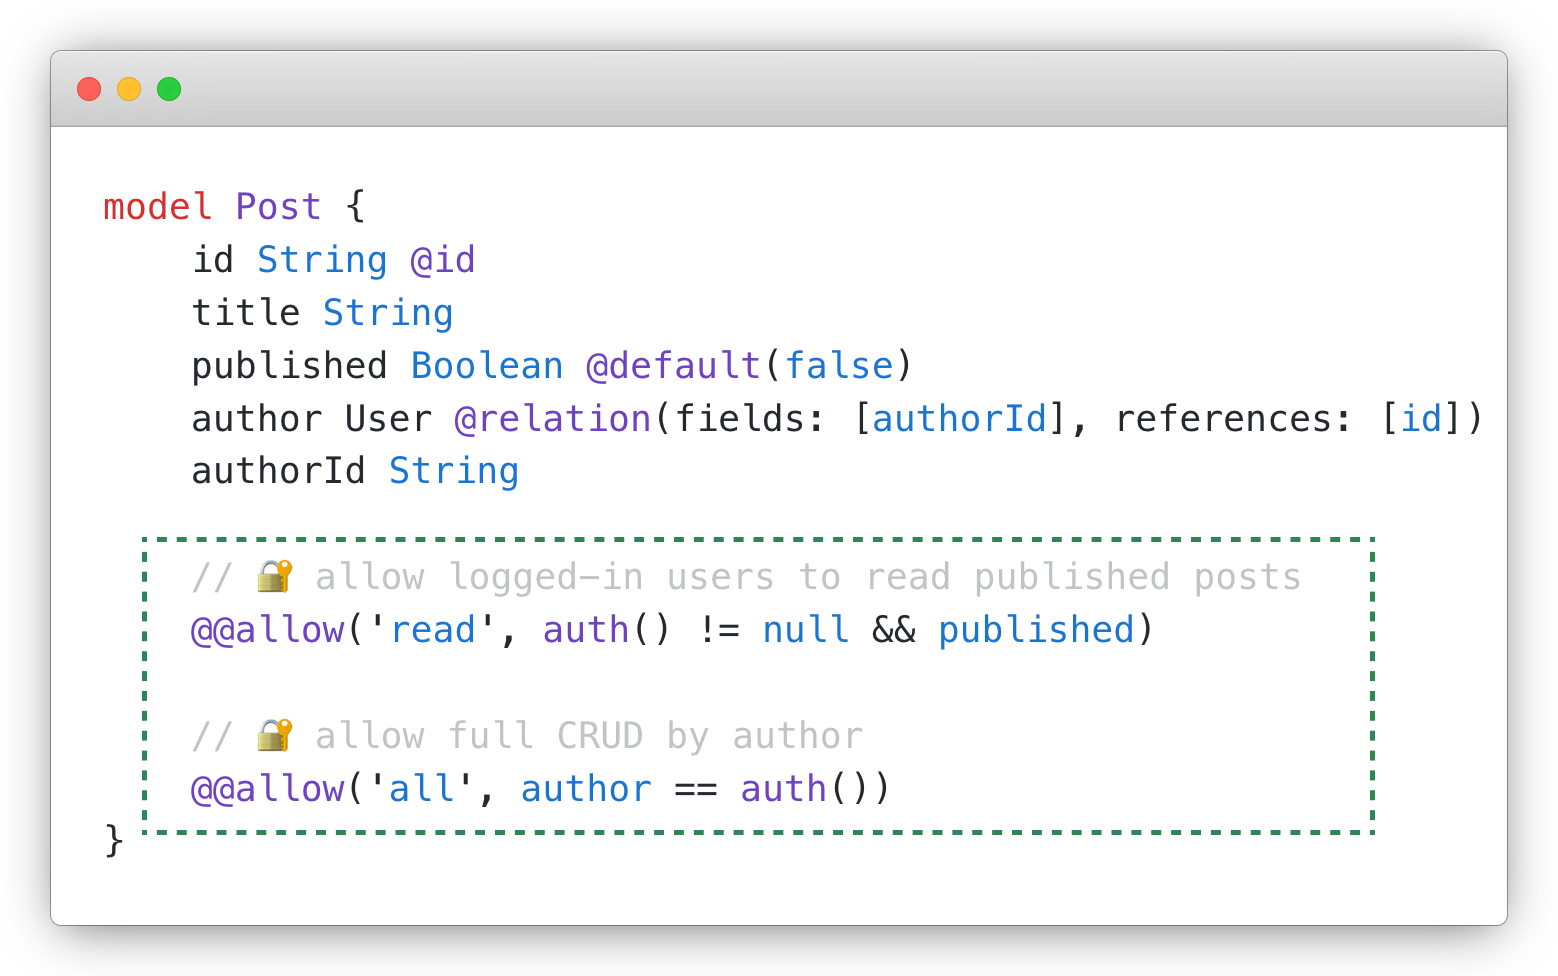 model Post {
    id String @id
    title String
    published Boolean @default(false)
    author User @relation(fields: [authorId], references: [id])
    authorId String
    // 🔐 allow logged-in users to read published posts
    @@allow('read', auth() != null && published)
    // 🔐 allow full CRUD by author
    @@allow('all', author == auth())
}